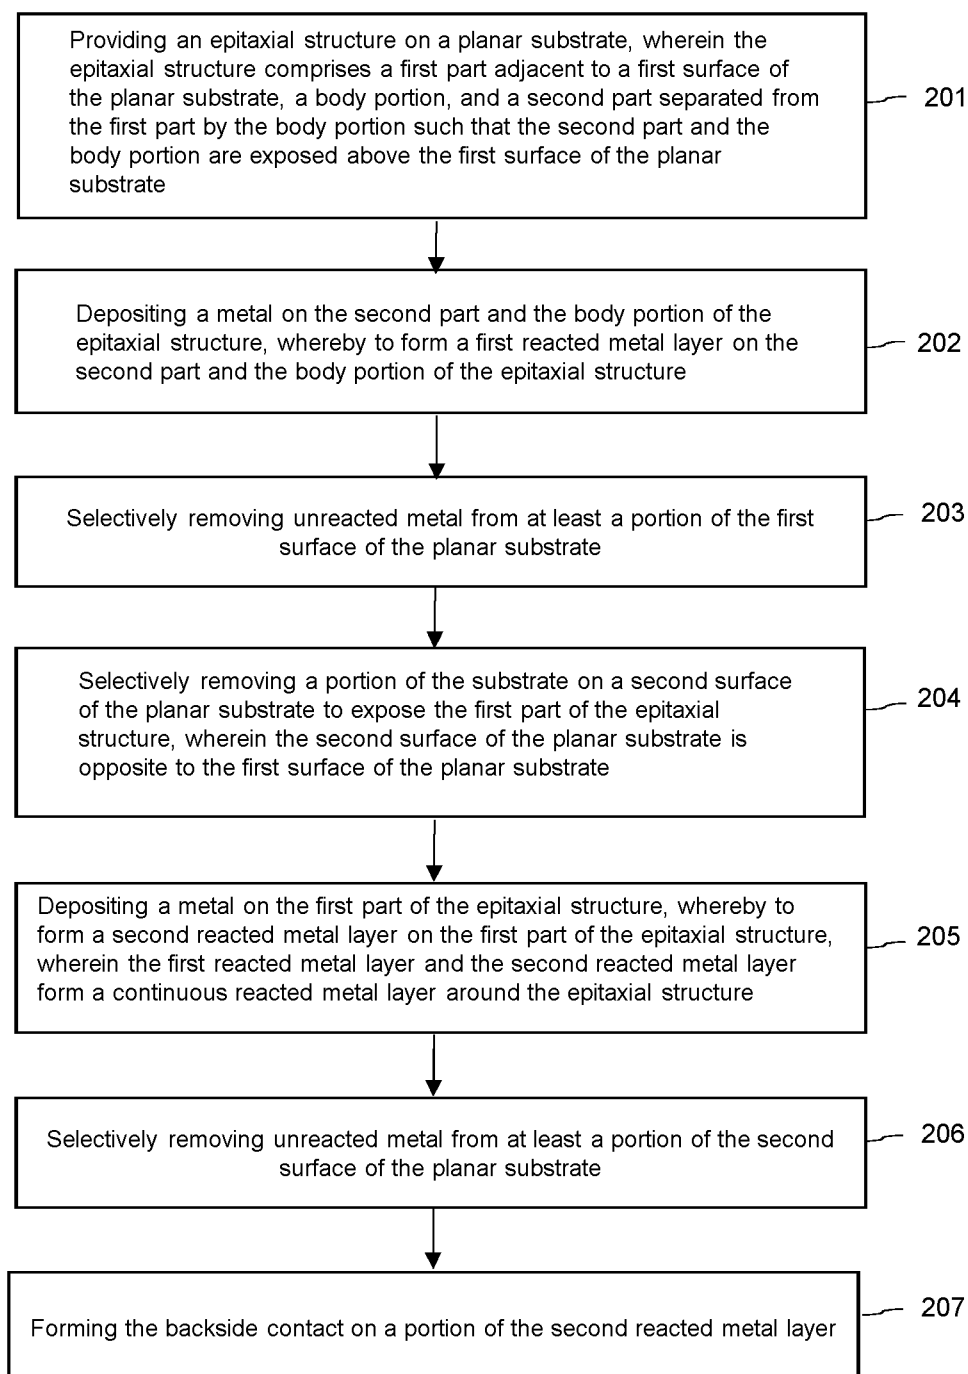 Providing an epitaxial structure on a planar substrate, wherein the
epitaxial structure comprises a first part adjacent to a first surface of
the planar substrate, a body portion, and a second part separated from
the first part by the body portion such that the second part and the
body portion are exposed above the first surface of the planar
substrate
201
Depositing a metal on the second part and the body portion of the
epitaxial structure, whereby to form a first reacted metal layer on the
second part and the body portion of the epitaxial structure
202
Selectively removing unreacted metal from at least a portion of the first
surface of the planar substrate
203
Selectively removing a portion of the substrate on a second surface
of the planar substrate to expose the first part of the epitaxial
structure, wherein the second surface of the planar substrate is
opposite to the first surface of the planar substrate
204
Depositing a metal on the first part of the epitaxial structure, whereby to
form a second reacted metal layer on the first part of the epitaxial structure,
wherein the first reacted metal layer and the second reacted metal layer
form a continuous reacted metal layer around the epitaxial structure
205
Selectively removing unreacted metal from at least a portion of the second
surface of the planar substrate
206
Forming the backside contact on a portion of the second reacted metal layer
207